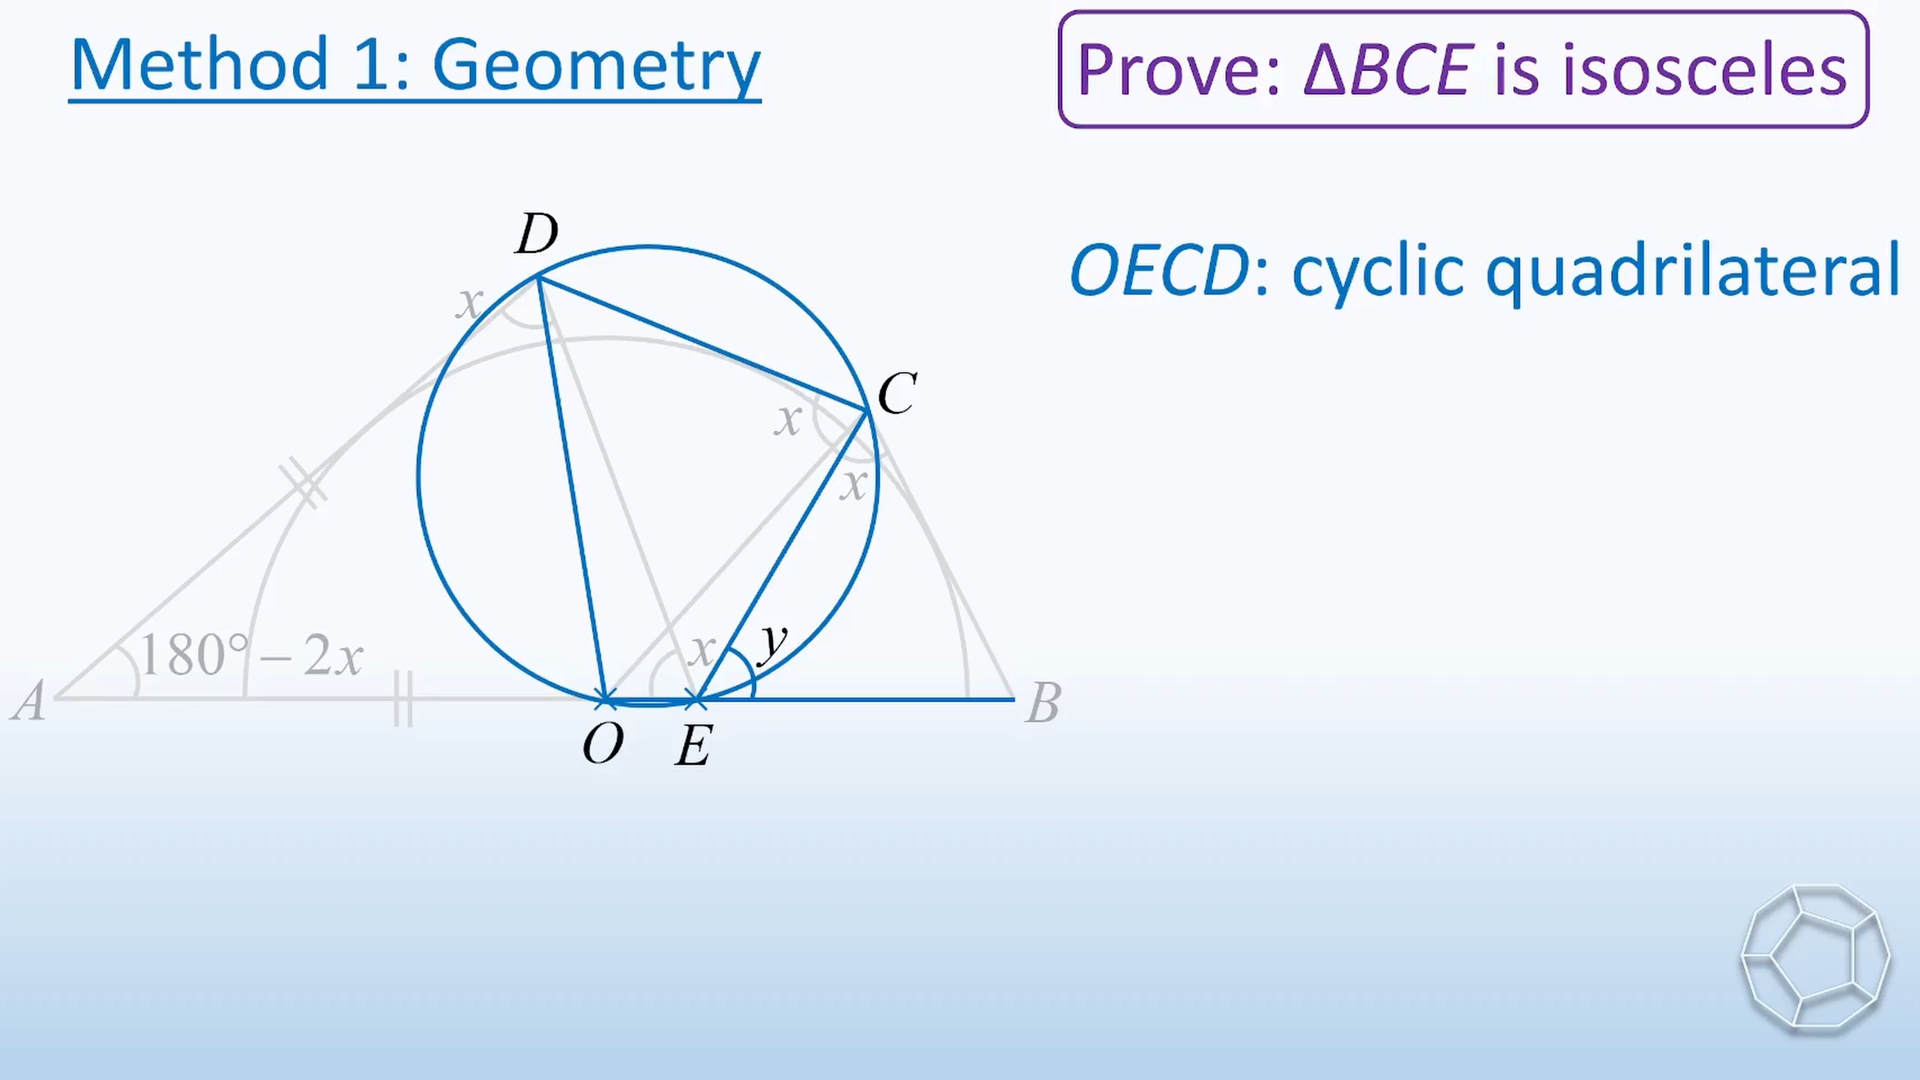 Method 1: Geometry
Prove: ΔBCE is isosceles
D
OECD: cyclic quadrilateral
x
C
x
x
180° – 2x
x
y
A
B
O
E